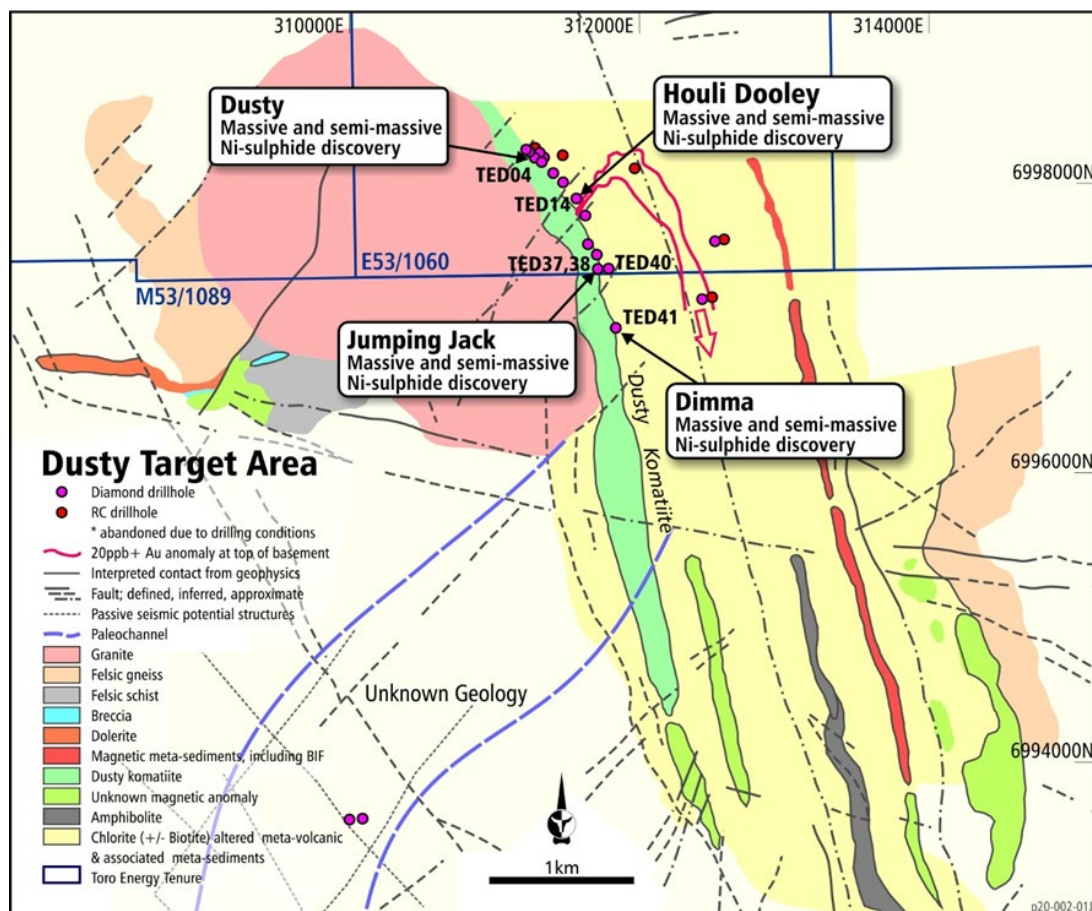 310000E
312000E
314000E
Dusty
Massive and semi-massive
Ni-sulphide discovery
Houli Dooley
Massive and semi-massive
Ni-sulphide discovery
TED04
6998000N
TED14
E53/1060
TED37,38
TED40
M53/1089
TED41
Jumping Jack
Massive and semi-massive
Ni-sulphide discovery
Dimma
Massive and semi-massive
Ni-sulphide discovery
Dusty Komatiite
6996000N
Unknown Geology
6994000N
Dusty Target Area
Diamond drillhole
RC drillhole
* abandoned due to drilling conditions
20ppb+ Au anomaly at top of basement
Interpreted contact from geophysics
Fault; defined, inferred, approximate
Passive seismic potential structures
Paleochannel
Granite
Felsic gneiss
Felsic schist
Breccia
Dolerite
Magnetic meta-sediments, including BIF
Dusty komatiite
Unknown magnetic anomaly
Amphibolite
Chlorite (+/- Biotite) altered meta-volcanic
& associated meta-sediments
Toro Energy Tenure
1km